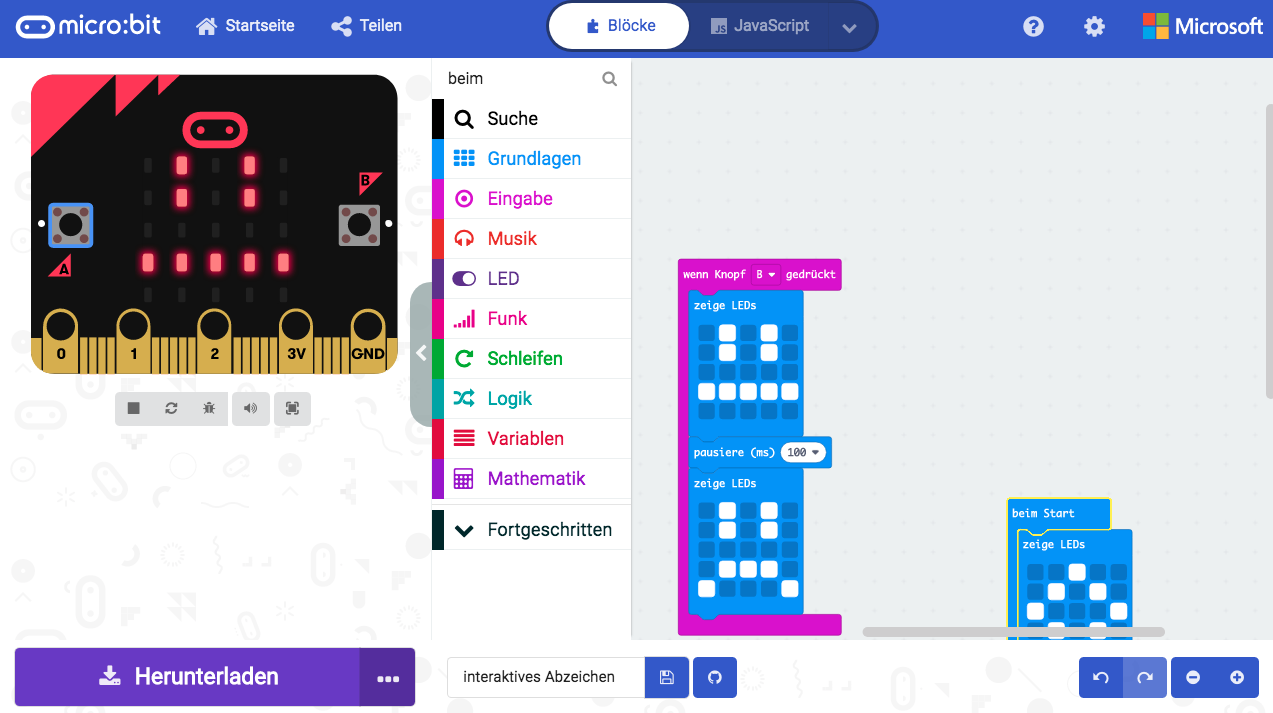 micro:bit
Startseite
Teilen
Blöcke
JS JavaScript
Microsoft
A
B
0 1 2 3V GND
Herunterladen
beim
Suche
Grundlagen
Eingabe
Musik
LED
Funk
Schleifen
Logik
Variablen
Mathematik
Fortgeschritten
wenn Knopf B gedrückt
zeige LEDs
pausiere (ms) 100
zeige LEDs
beim Start
zeige LEDs
interaktives Abzeichen